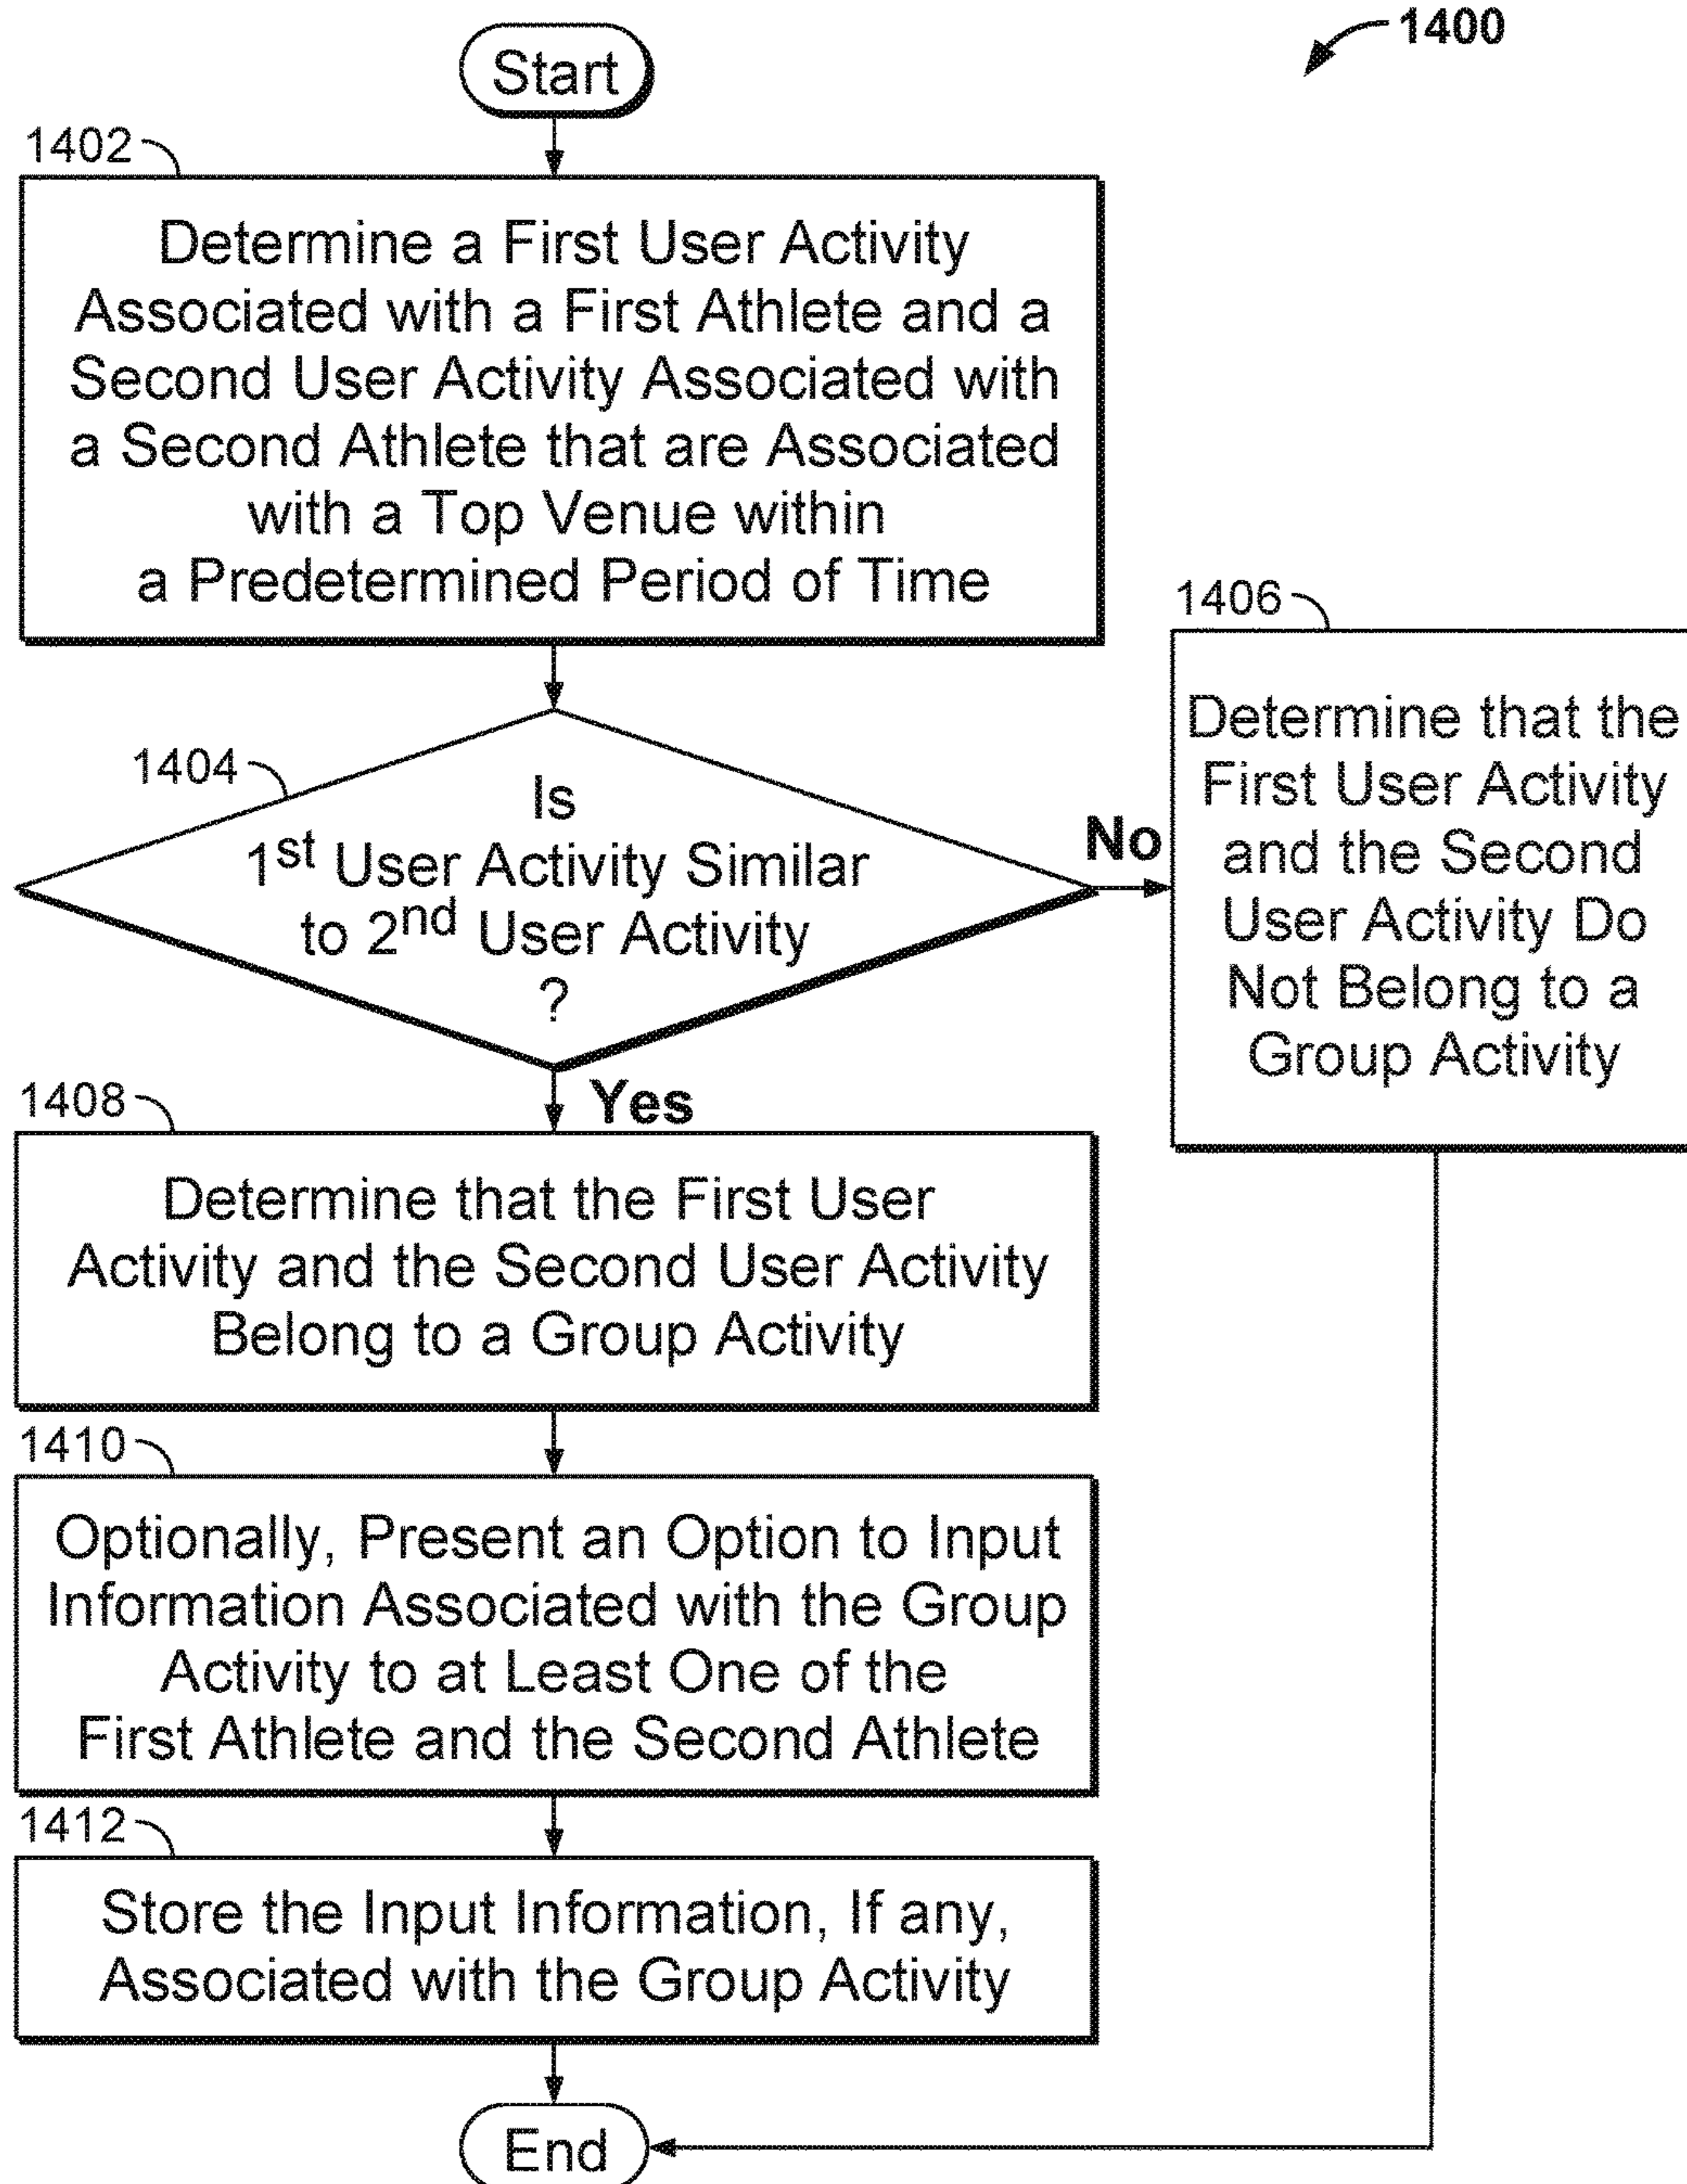 1400
Start
1402
Determine a First User Activity
Associated with a First Athlete and a
Second User Activity Associated with
a Second Athlete that are Associated
with a Top Venue within
a Predetermined Period of Time
1404
Is
1st User Activity Similar
to 2nd User Activity
?
No
1406
Determine that the
First User Activity
and the Second
User Activity Do
Not Belong to a
Group Activity
Yes
1408
Determine that the First User
Activity and the Second User Activity
Belong to a Group Activity
1410
Optionally, Present an Option to Input
Information Associated with the Group
Activity to at Least One of the
First Athlete and the Second Athlete
1412
Store the Input Information, If any,
Associated with the Group Activity
End